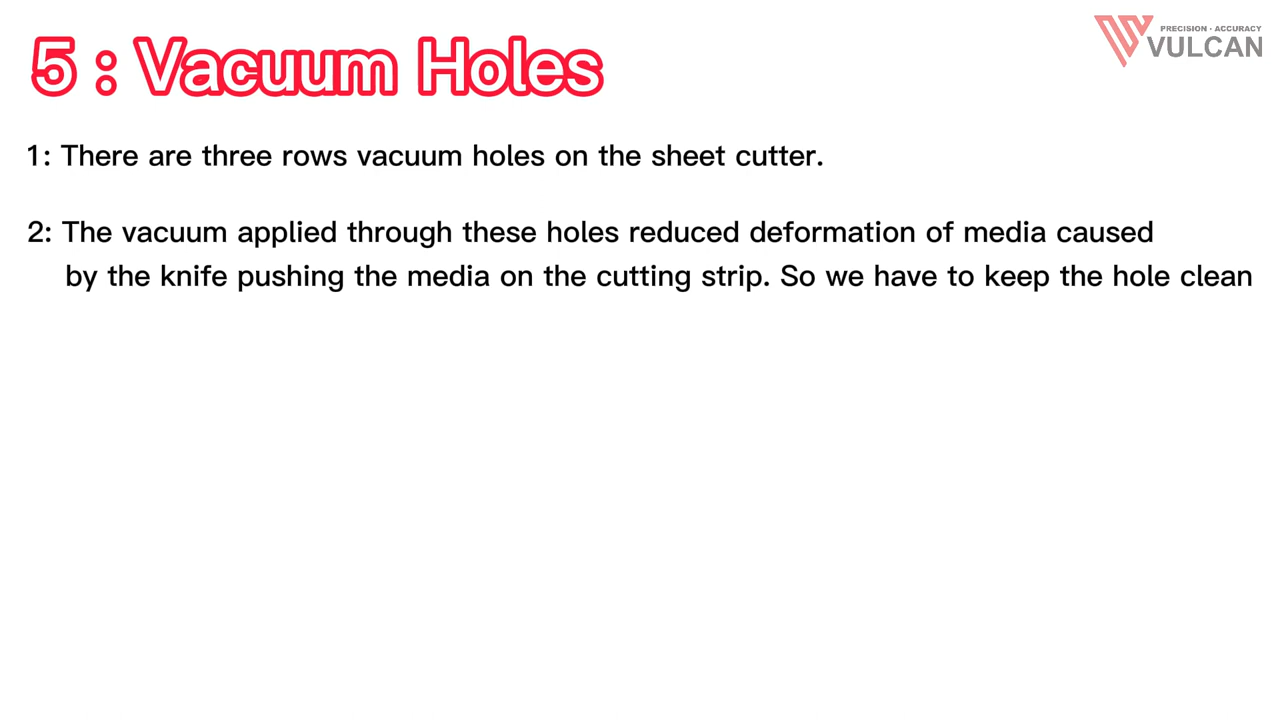 PRECISION - ACCURACY
VULCAN
5 : Vacuum Holes
1: There are three rows vacuum holes on the sheet cutter.
2: The vacuum applied through these holes reduced deformation of media caused
by the knife pushing the media on the cutting strip. So we have to keep the hole clean